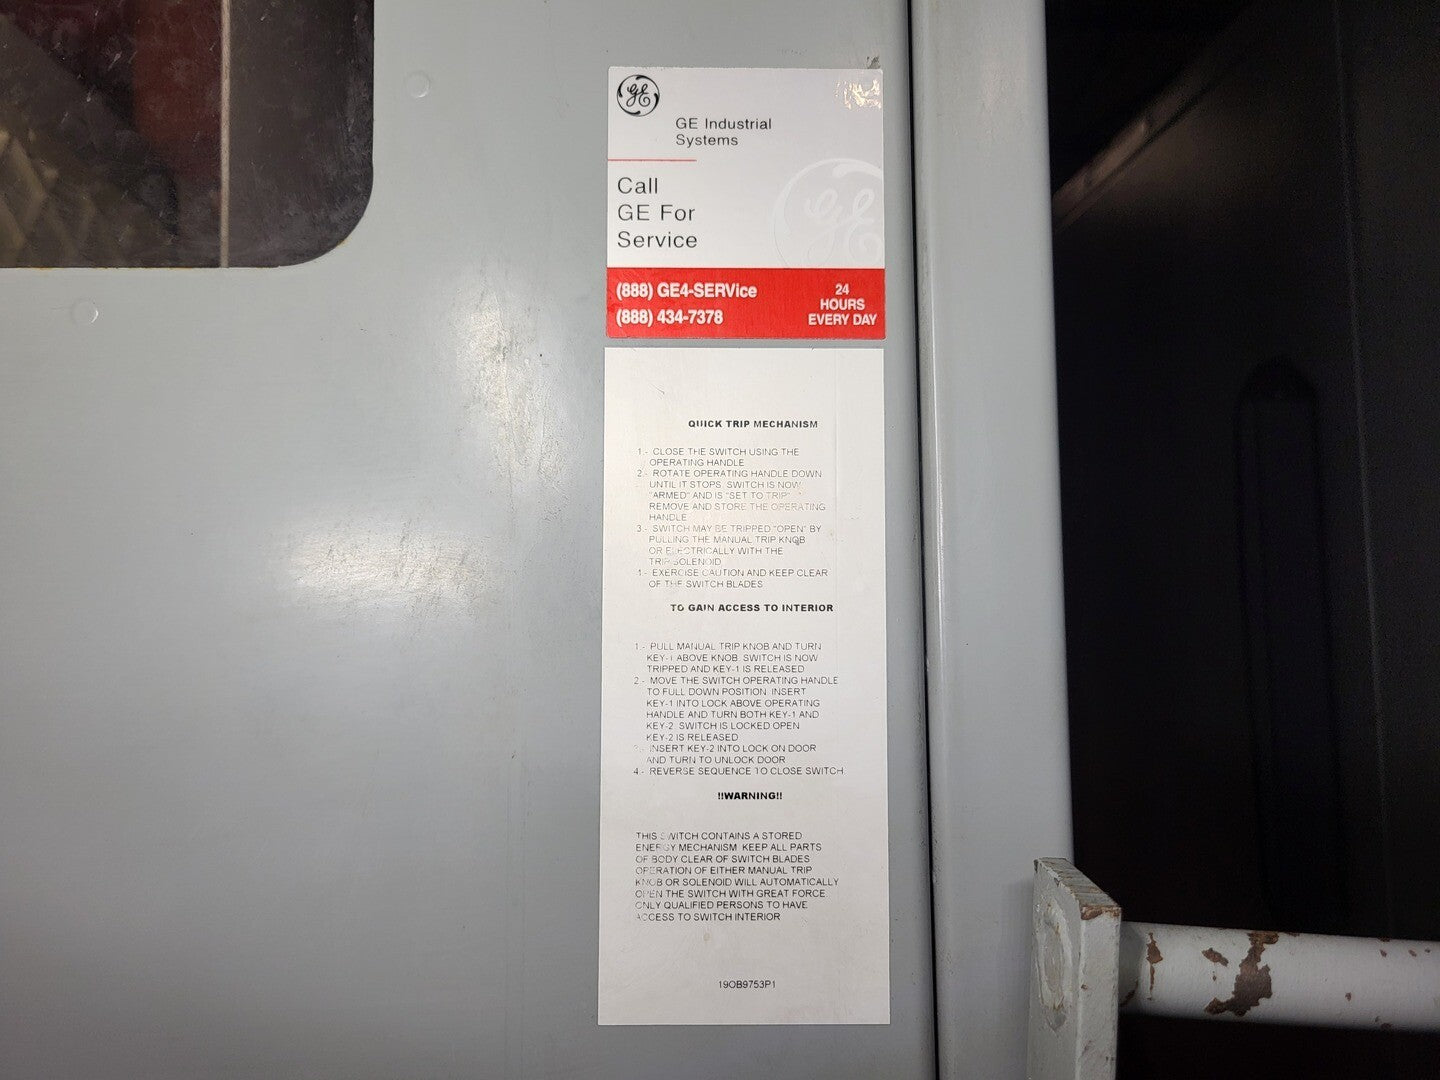 GE
GE Industrial
Systems
Call
GE For
Service
(888) GE4-SERVice
(888) 434-7378
24
HOURS
EVERY DAY
QUICK TRIP MECHANISM
1.- CLOSE THE SWITCH USING THE
OPERATING HANDLE
2.- ROTATE OPERATING HANDLE DOWN
UNTIL IT STOPS. SWITCH IS NOW
"ARMED" AND IS "SET TO TRIP".
REMOVE AND STORE THE OPERATING
HANDLE
3.- SWITCH MAY BE TRIPPED "OPEN" BY
PULLING THE MANUAL TRIP KNOB
OR ELECTRICALLY WITH THE
TRIP SOLENOID
4.- EXERCISE CAUTION AND KEEP CLEAR
OF THE SWITCH BLADES
TO GAIN ACCESS TO INTERIOR
1.- PULL MANUAL TRIP KNOB AND TURN
KEY-1 ABOVE KNOB. SWITCH IS NOW
TRIPPED AND KEY-1 IS RELEASED
2.- MOVE THE SWITCH OPERATING HANDLE
TO FULL DOWN POSITION. INSERT
KEY-1 INTO LOCK ABOVE OPERATING
HANDLE AND TURN BOTH KEY-1 AND
KEY-2. SWITCH IS LOCKED OPEN
KEY-2 IS RELEASED
3.- INSERT KEY-2 INTO LOCK ON DOOR
AND TURN TO UNLOCK DOOR
4.- REVERSE SEQUENCE TO CLOSE SWITCH
!!WARNING!!
THIS SWITCH CONTAINS A STORED
ENERGY MECHANISM. KEEP ALL PARTS
OF BODY CLEAR OF SWITCH BLADES
OPERATION OF EITHER MANUAL TRIP
KNOB OR SOLENOID WILL AUTOMATICALLY
OPEN THE SWITCH WITH GREAT FORCE.
ONLY QUALIFIED PERSONS TO HAVE
ACCESS TO SWITCH INTERIOR
190B9753P1